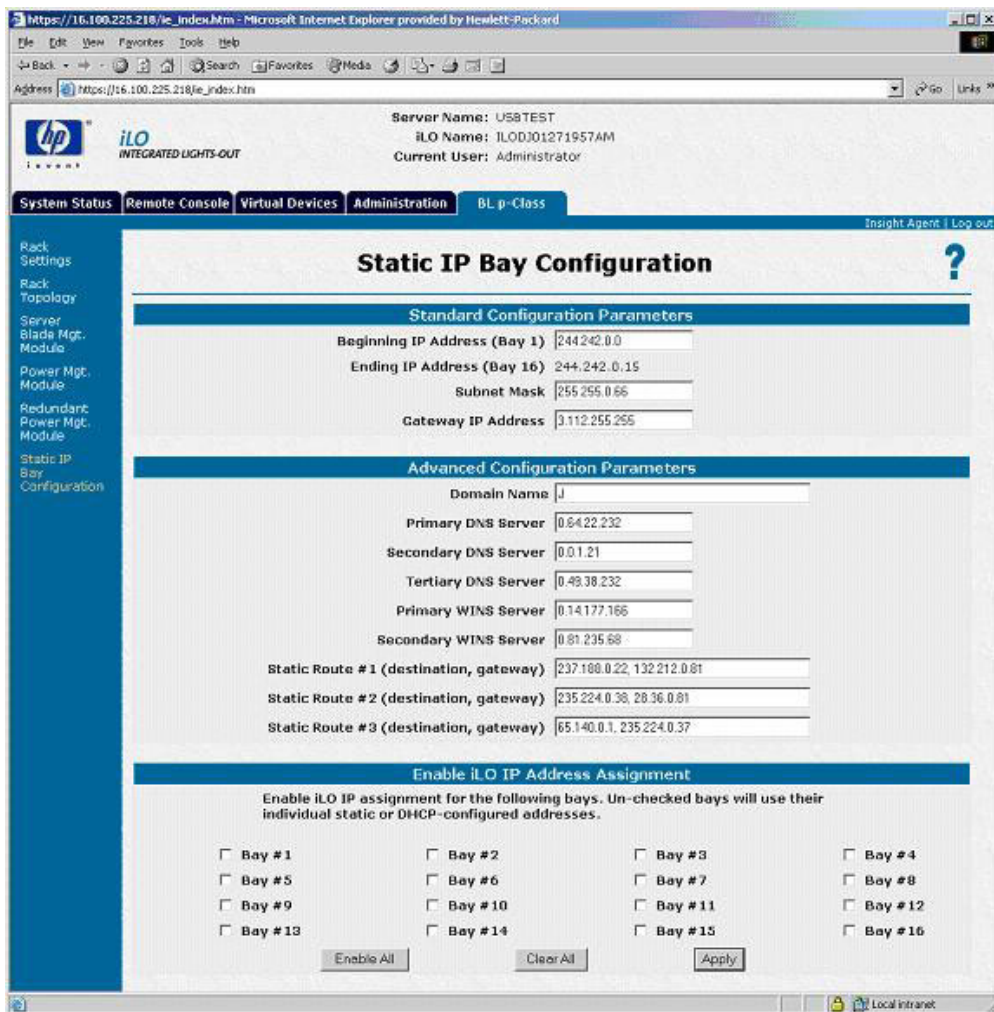 https://16.100.225.218/ie_index.htm - Microsoft Internet Explorer provided by Hewlett-Packard
File Edit View Favorites Tools Help
Back Search Favorites Media
Address https://16.100.225.218/ie_index.htm Go Links »
hp
invent
iLO
INTEGRATED LIGHTS-OUT
Server Name: USBTEST
iLO Name: ILODJ01271957AM
Current User: Administrator
System Status Remote Console Virtual Devices Administration BL p-Class
Insight Agent | Log out
Rack
Settings
Rack
Topology
Server
Blade Mgt.
Module
Power Mgt.
Module
Redundant
Power Mgt.
Module
Static IP
Bay
Configuration
Static IP Bay Configuration ?
Standard Configuration Parameters
Beginning IP Address (Bay 1) 244.242.0.0
Ending IP Address (Bay 16) 244.242.0.15
Subnet Mask 255.255.0.66
Gateway IP Address 3.112.255.255
Advanced Configuration Parameters
Domain Name J
Primary DNS Server 0.64.22.232
Secondary DNS Server 0.0.1.21
Tertiary DNS Server 0.49.38.232
Primary WINS Server 0.14.177.166
Secondary WINS Server 0.81.235.68
Static Route #1 (destination, gateway) 237.188.0.22, 132.212.0.81
Static Route #2 (destination, gateway) 235.224.0.38, 28.36.0.81
Static Route #3 (destination, gateway) 65.140.0.1, 235.224.0.37
Enable iLO IP Address Assignment
Enable iLO IP assignment for the following bays. Un-checked bays will use their
individual static or DHCP-configured addresses.
Bay #1 Bay #2 Bay #3 Bay #4
Bay #5 Bay #6 Bay #7 Bay #8
Bay #9 Bay #10 Bay #11 Bay #12
Bay #13 Bay #14 Bay #15 Bay #16
Enable All Clear All Apply
Local intranet